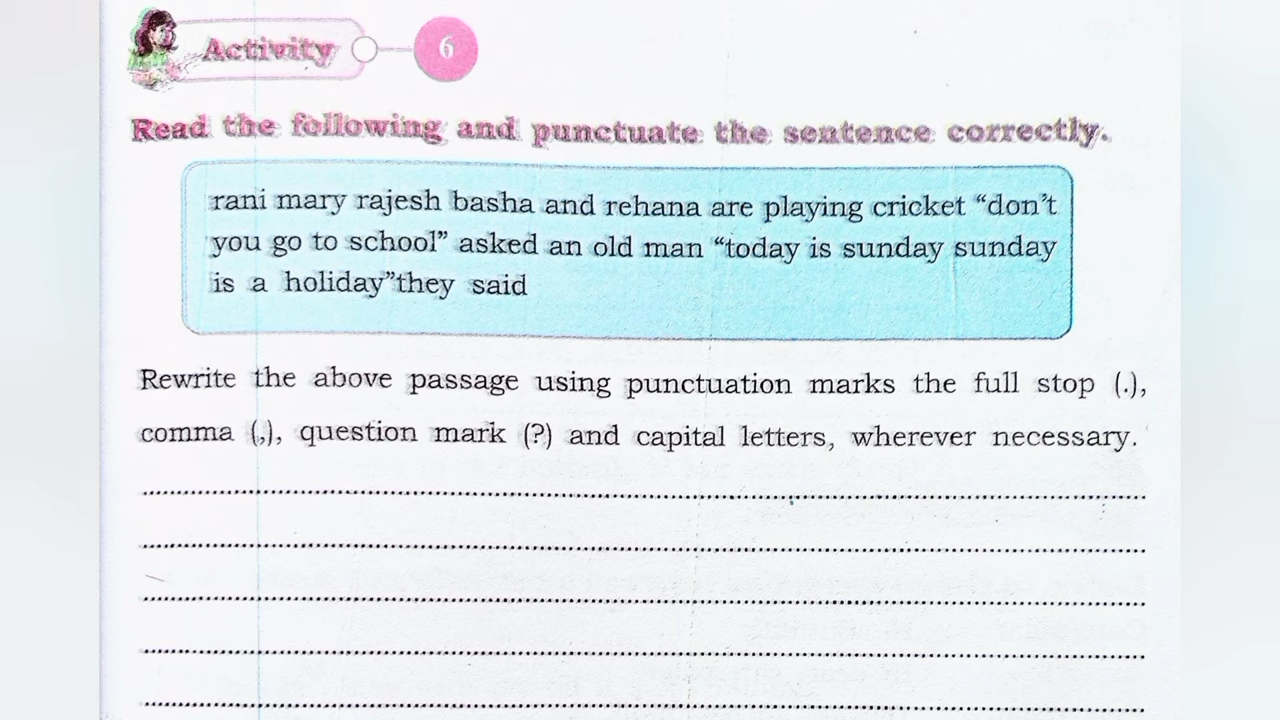 Activity 6
Read the following and punctuate the sentence correctly.
rani mary rajesh basha and rehana are playing cricket “don’t
you go to school” asked an old man “today is sunday sunday
is a holiday”they said
Rewrite the above passage using punctuation marks the full stop (.),
comma (,), question mark (?) and capital letters, wherever necessary.